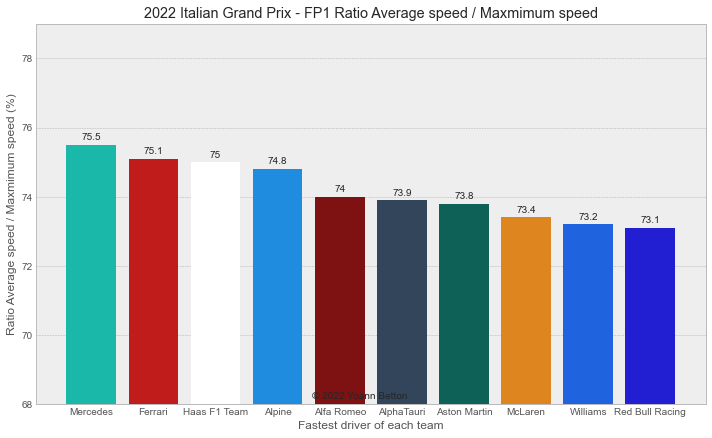 2022 Italian Grand Prix - FP1 Ratio Average speed / Maxmimum speed
Ratio Average speed / Maxmimum speed (%)
78
76
74
72
70
68
75.5
75.1
75
74.8
74
73.9
73.8
73.4
73.2
73.1
© 2022 Yoann Betton
Mercedes
Ferrari
Haas F1 Team
Alpine
Alfa Romeo
AlphaTauri
Aston Martin
McLaren
Williams
Red Bull Racing
Fastest driver of each team